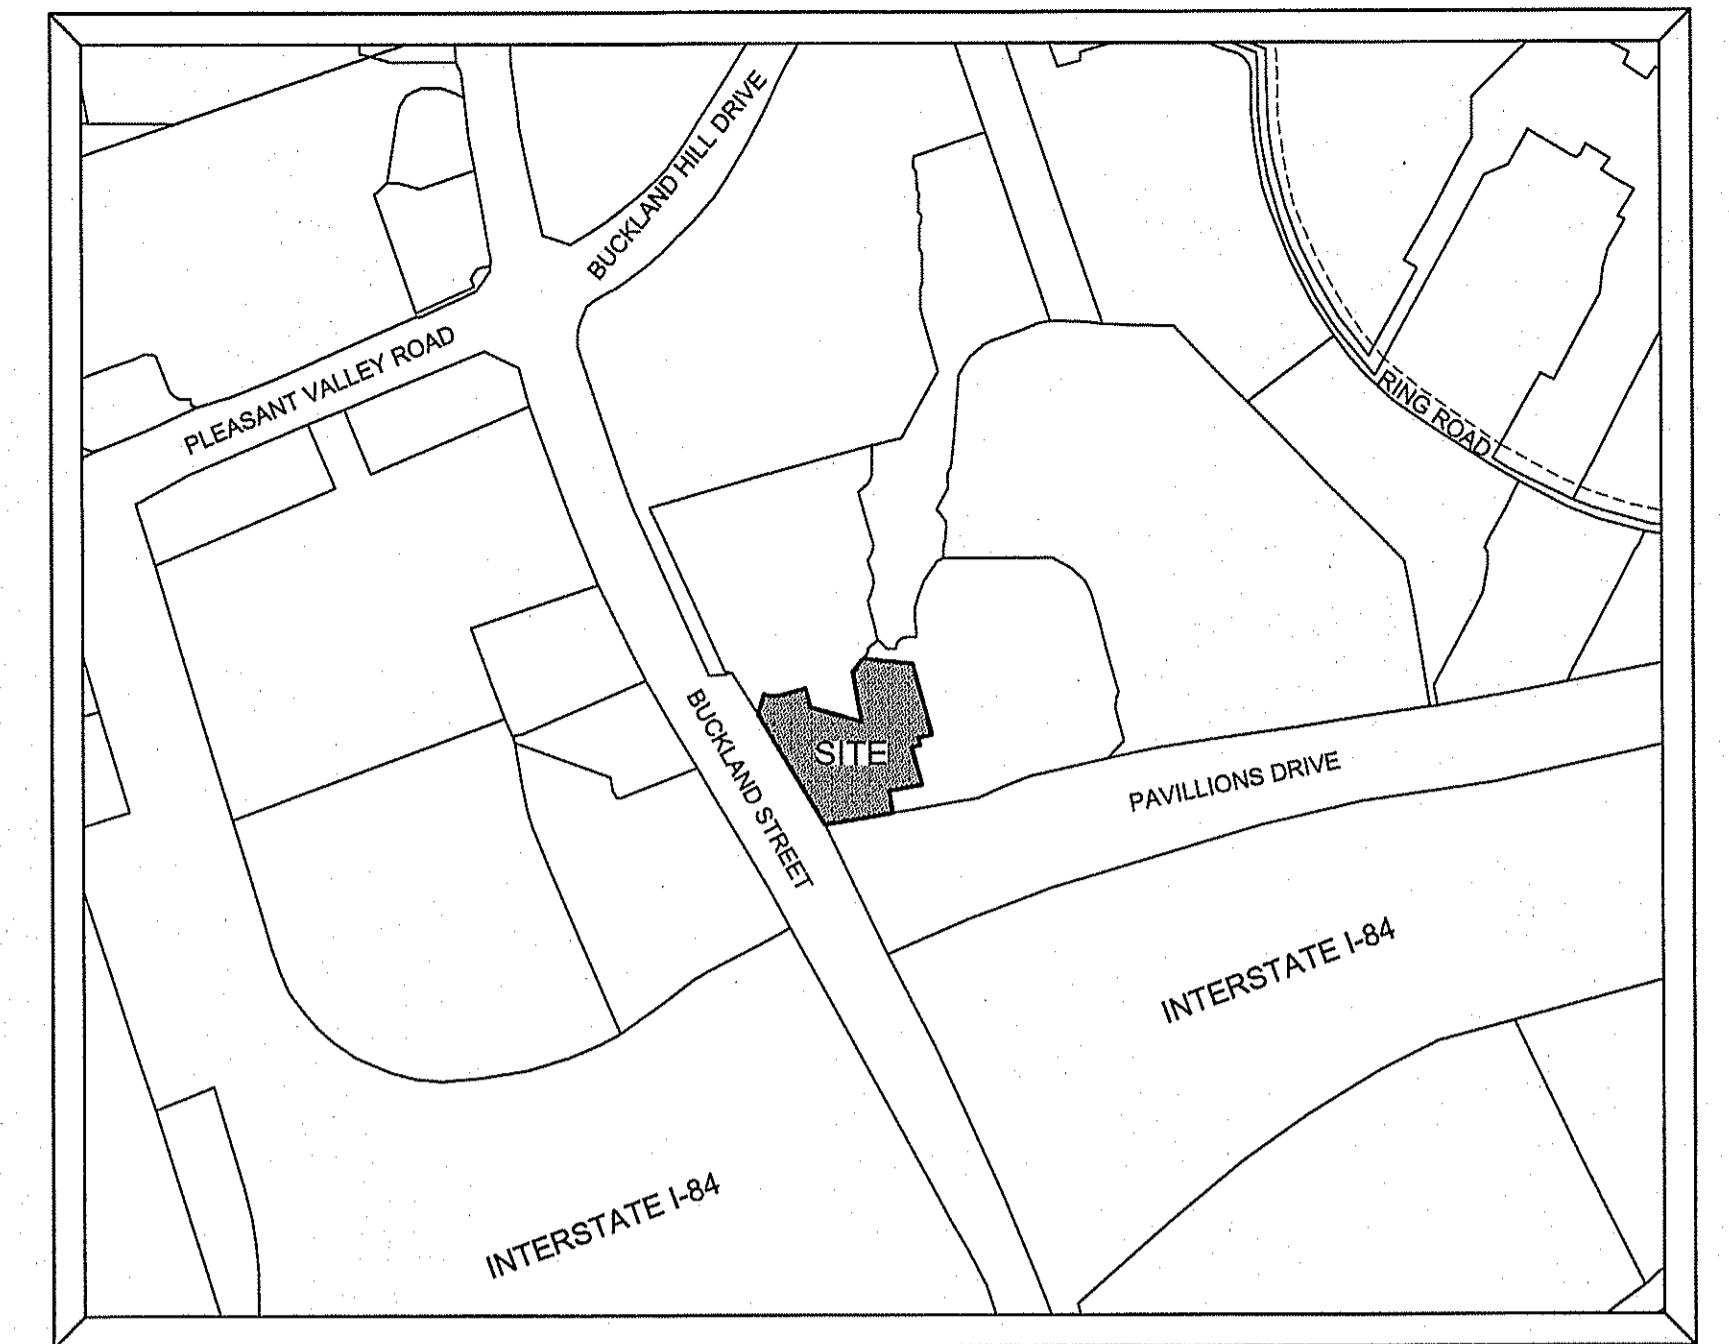 BUCKLAND HILL DRIVE
PLEASANT VALLEY ROAD
RING ROAD
SITE
BUCKLAND STREET
PAVILLIONS DRIVE
INTERSTATE I-84
INTERSTATE I-84